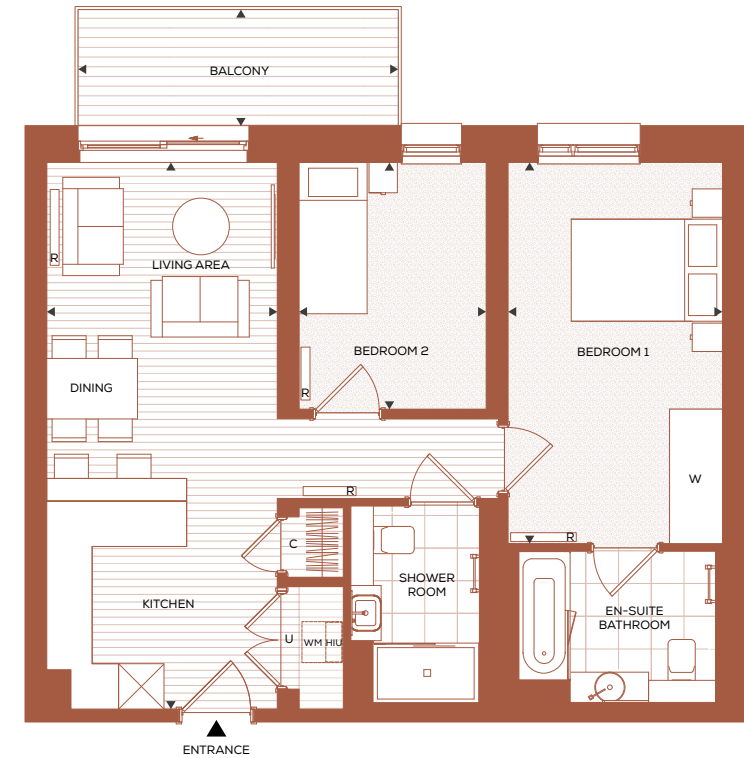 BALCONY
R
LIVING AREA
BEDROOM 2
BEDROOM 1
DINING
R
W
R
R
C
SHOWER
ROOM
KITCHEN
EN-SUITE
BATHROOM
U
WM HIU
ENTRANCE